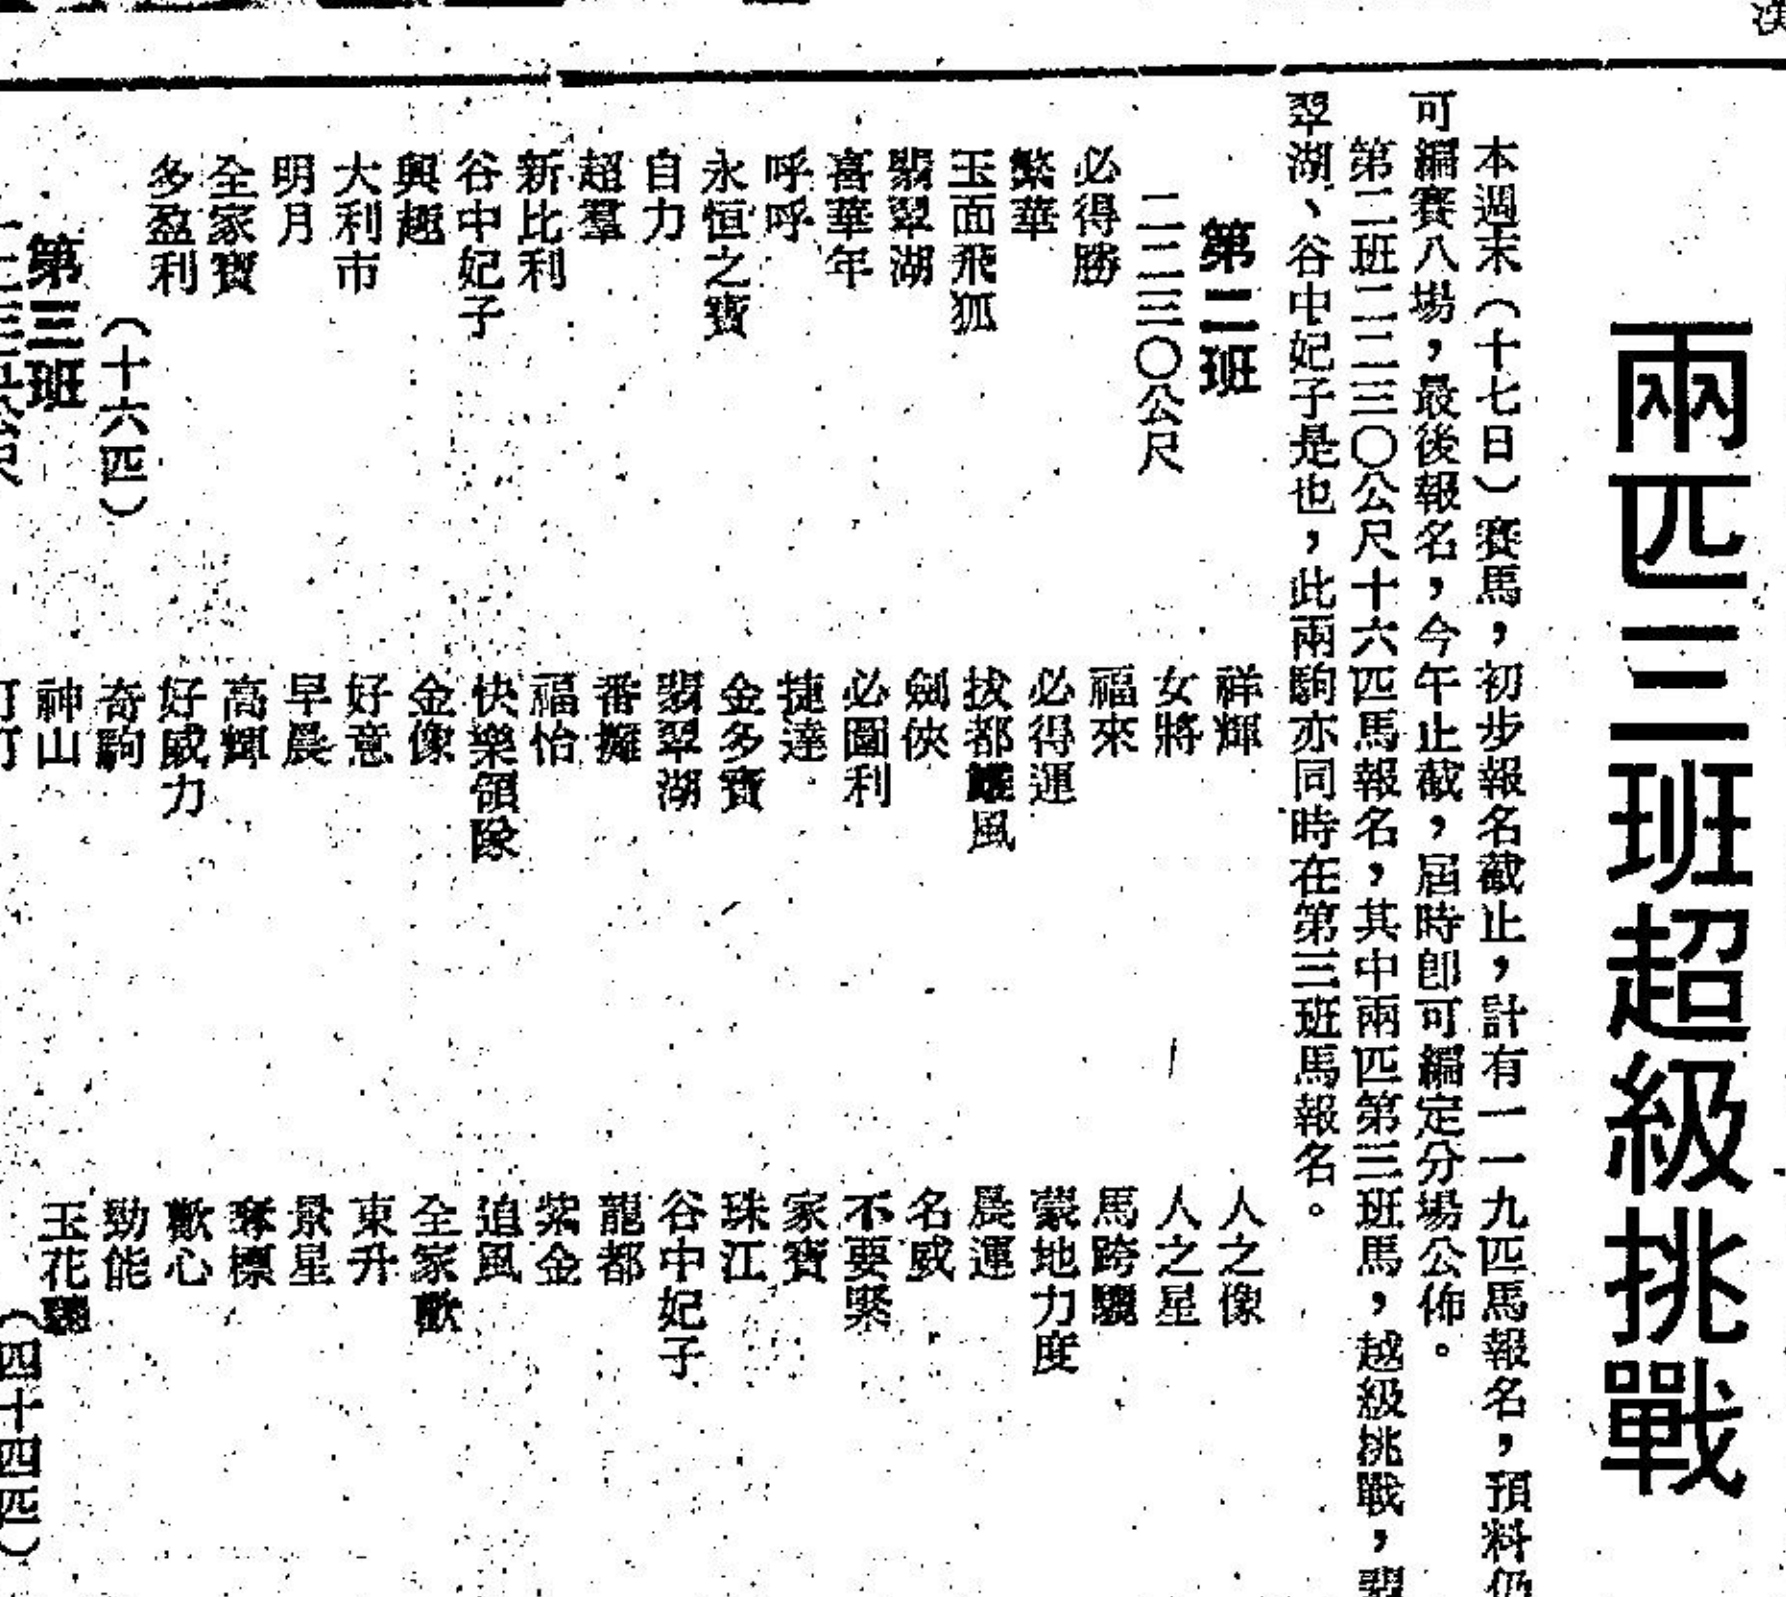 兩匹三班超級挑戰
本週末（十七日）賽馬，初步報名截止，計有一一九匹馬報名，預料仍
可編賽八場，最後報名，今午止截，屆時卽可編定分場公佈。
第二班二二三〇公尺十六匹馬報名，其中兩匹第三班馬，越級挑戰，翡
翠湖、谷中妃子是也，此兩駒亦同時在第三班馬報名。
第二班
二二三〇公尺
必得勝
繁華
玉面飛狐
翡翠湖
喜華年
呼呼
永恒之寶
自力
超羣
新比利
谷中妃子
興趣
大利市
明月
全家寶
多盈利
（十六匹）
第三班
祥輝
女將
福來
必得運
拔都 風
劍俠
必圖利
捷達
金多寶
翡翠湖
番攤
福怡
快樂領隊
金像
好意
早晨
高輝
好威力
奇駒
神山
人之像
人之星
馬跨
蒙地力度
晨運
名威
不要緊
家寶
珠江
谷中妃子
龍都
紫金
追風
全家歡
東升
景星
奪標
歡心
勁能
玉花驄
（四十四匹）